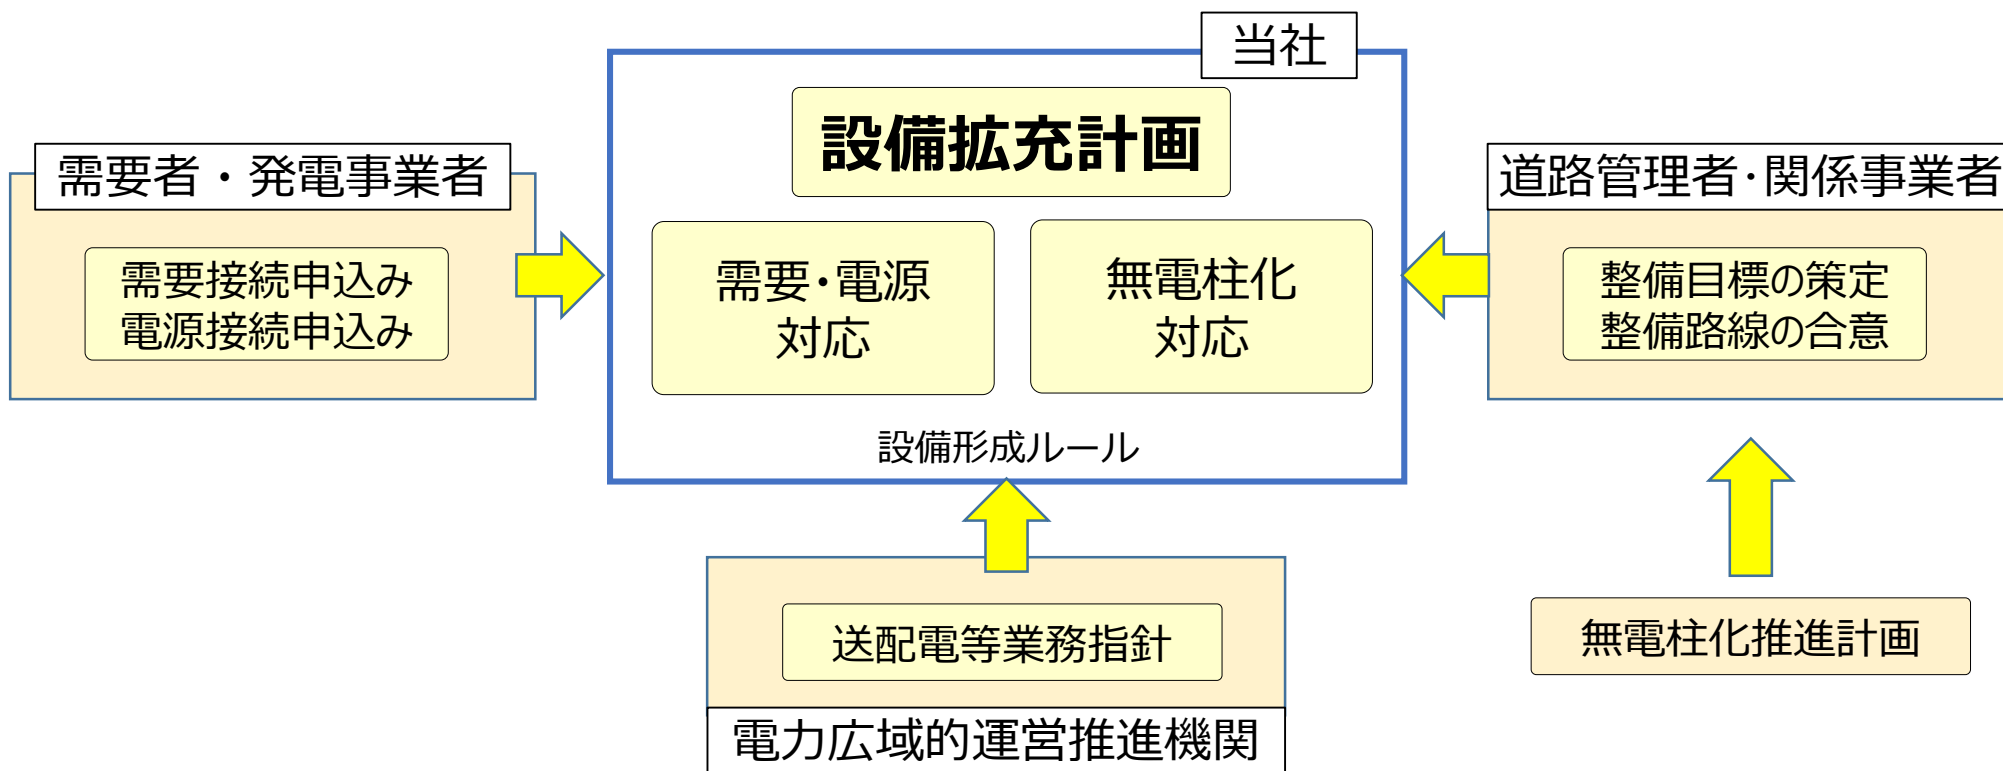 当社
設備拡充計画
需要者・発電事業者
道路管理者・関係事業者
需要接続申込み
電源接続申込み
需要・電源
対応
無電柱化
対応
整備目標の策定
整備路線の合意
設備形成ルール
送配電等業務指針
無電柱化推進計画
電力広域的運営推進機関